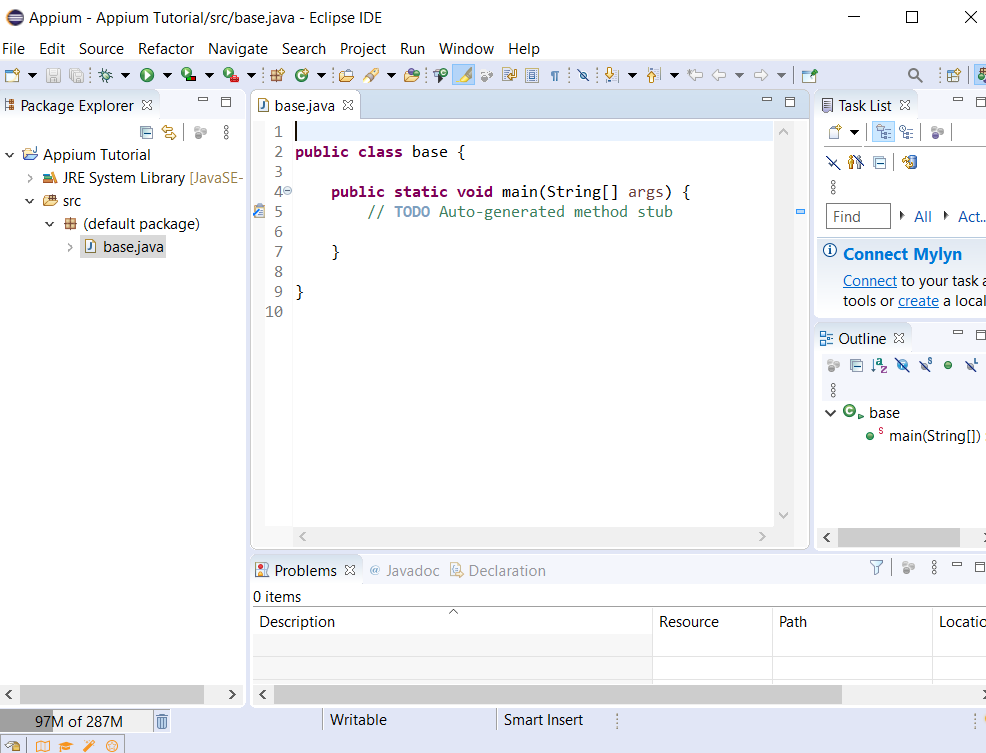 Appium - Appium Tutorial/src/base.java - Eclipse IDE
File Edit Source Refactor Navigate Search Project Run Window Help
Package Explorer
Appium Tutorial
JRE System Library [JavaSE-
src
(default package)
base.java
base.java
1
2 public class base {
3
4 public static void main(String[] args) {
5 // TODO Auto-generated method stub
6
7 }
8
9 }
10
Task List
Find All Act..
Connect Mylyn
Connect to your task a
tools or create a local
Outline
base
main(String[])
Problems @ Javadoc Declaration
0 items
Description Resource Path Locatio
97M of 287M Writable Smart Insert